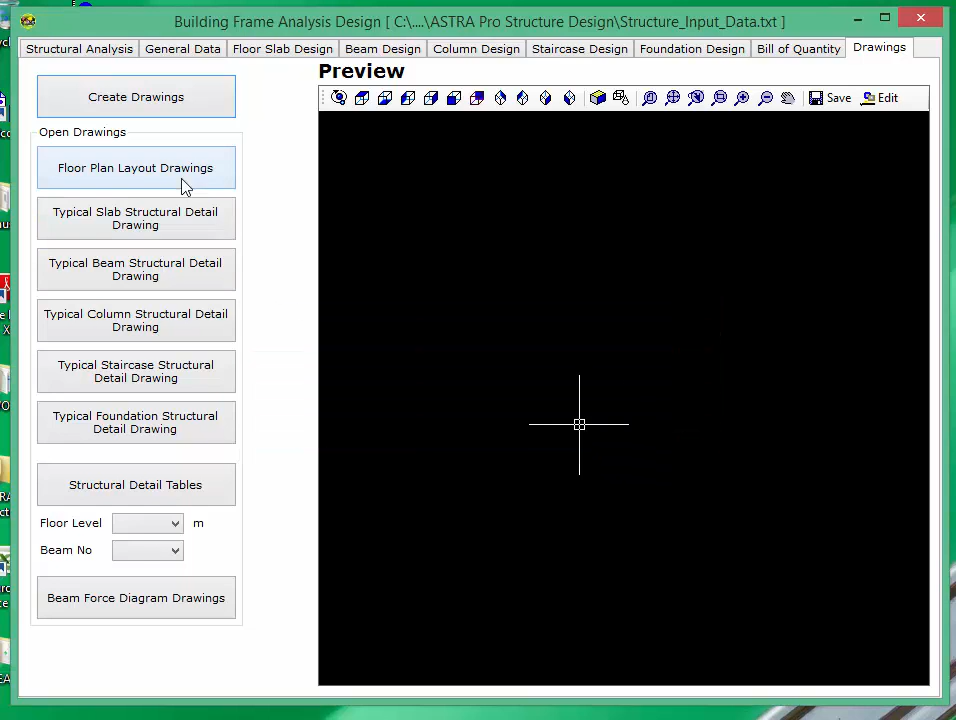 Building Frame Analysis Design [ C:\....\ASTRA Pro Structure Design\Structure_Input_Data.txt ]
Structural Analysis General Data Floor Slab Design Beam Design Column Design Staircase Design Foundation Design Bill of Quantity Drawings
Preview
Save Edit
Create Drawings
Open Drawings
Floor Plan Layout Drawings
Typical Slab Structural Detail
Drawing
Typical Beam Structural Detail
Drawing
Typical Column Structural Detail
Drawing
Typical Staircase Structural
Detail Drawing
Typical Foundation Structural
Detail Drawing
Structural Detail Tables
Floor Level m
Beam No
Beam Force Diagram Drawings